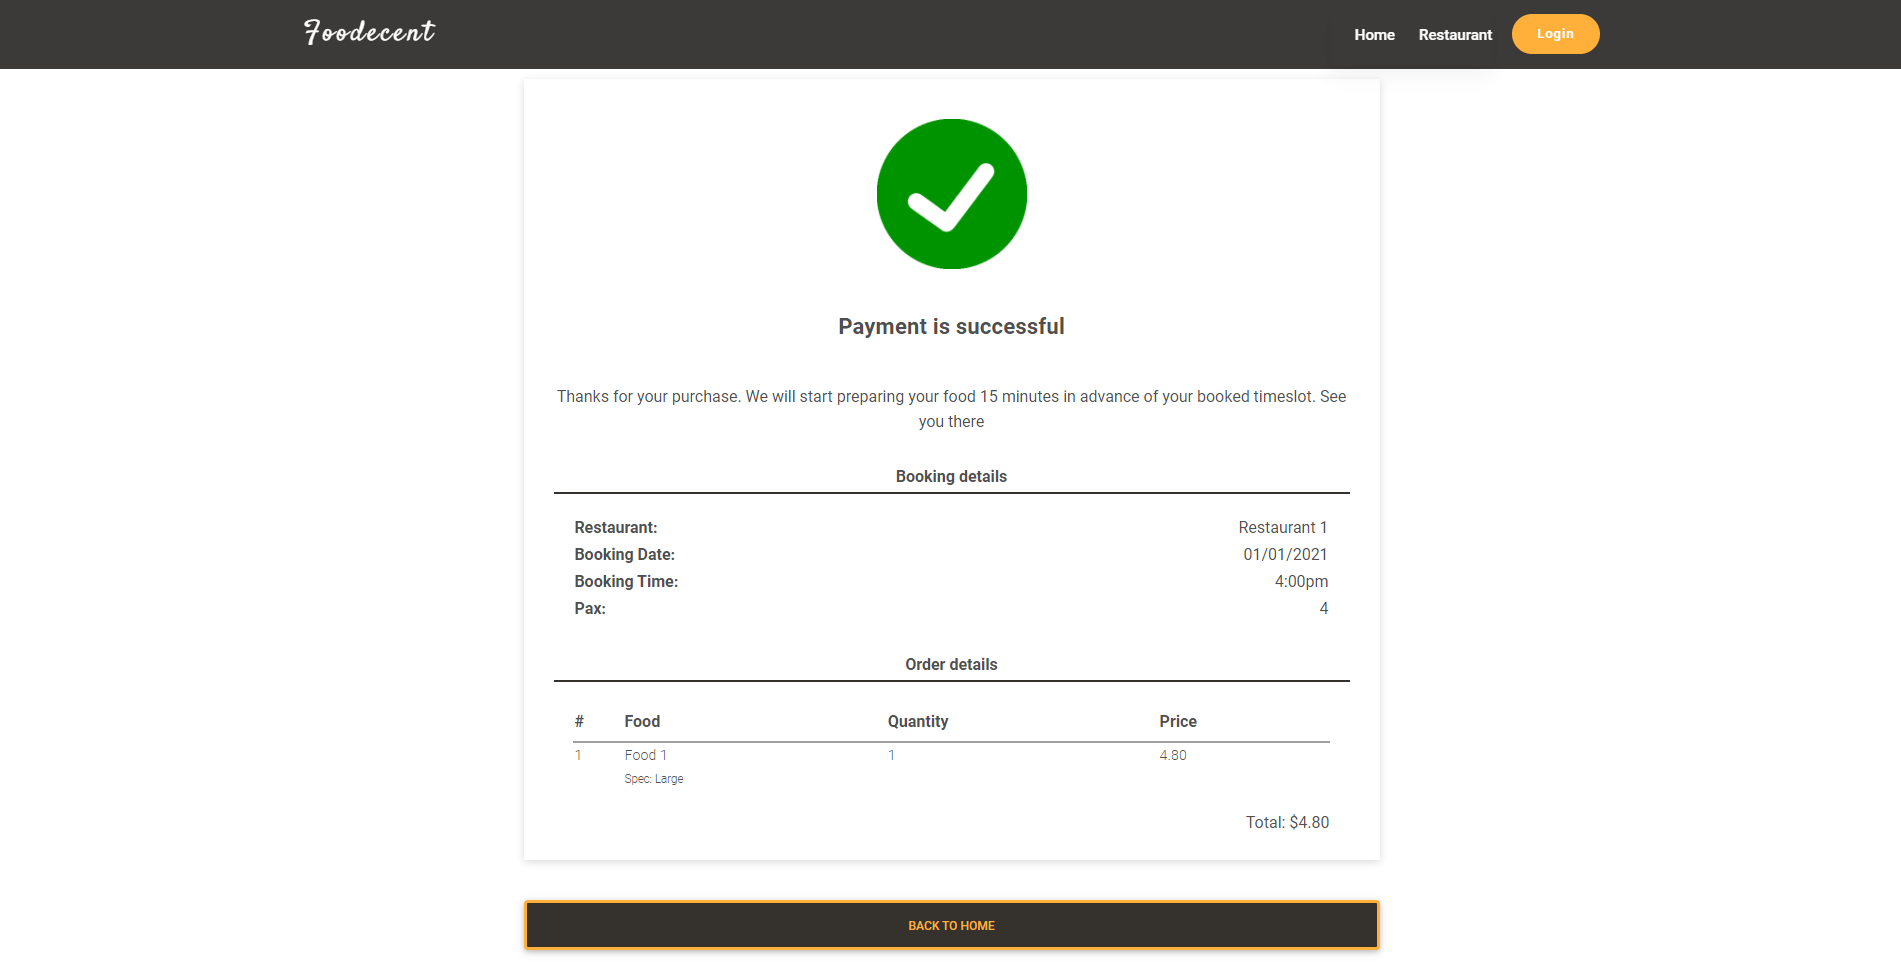 Foodecent
Home Restaurant Login
Payment is successful
Thanks for your purchase. We will start preparing your food 15 minutes in advance of your booked timeslot. See
you there
Booking details
Restaurant: Restaurant 1
Booking Date: 01/01/2021
Booking Time: 4:00pm
Pax: 4
Order details
# Food Quantity Price
1 Food 1 1 4.80
Spec: Large
Total: $4.80
BACK TO HOME